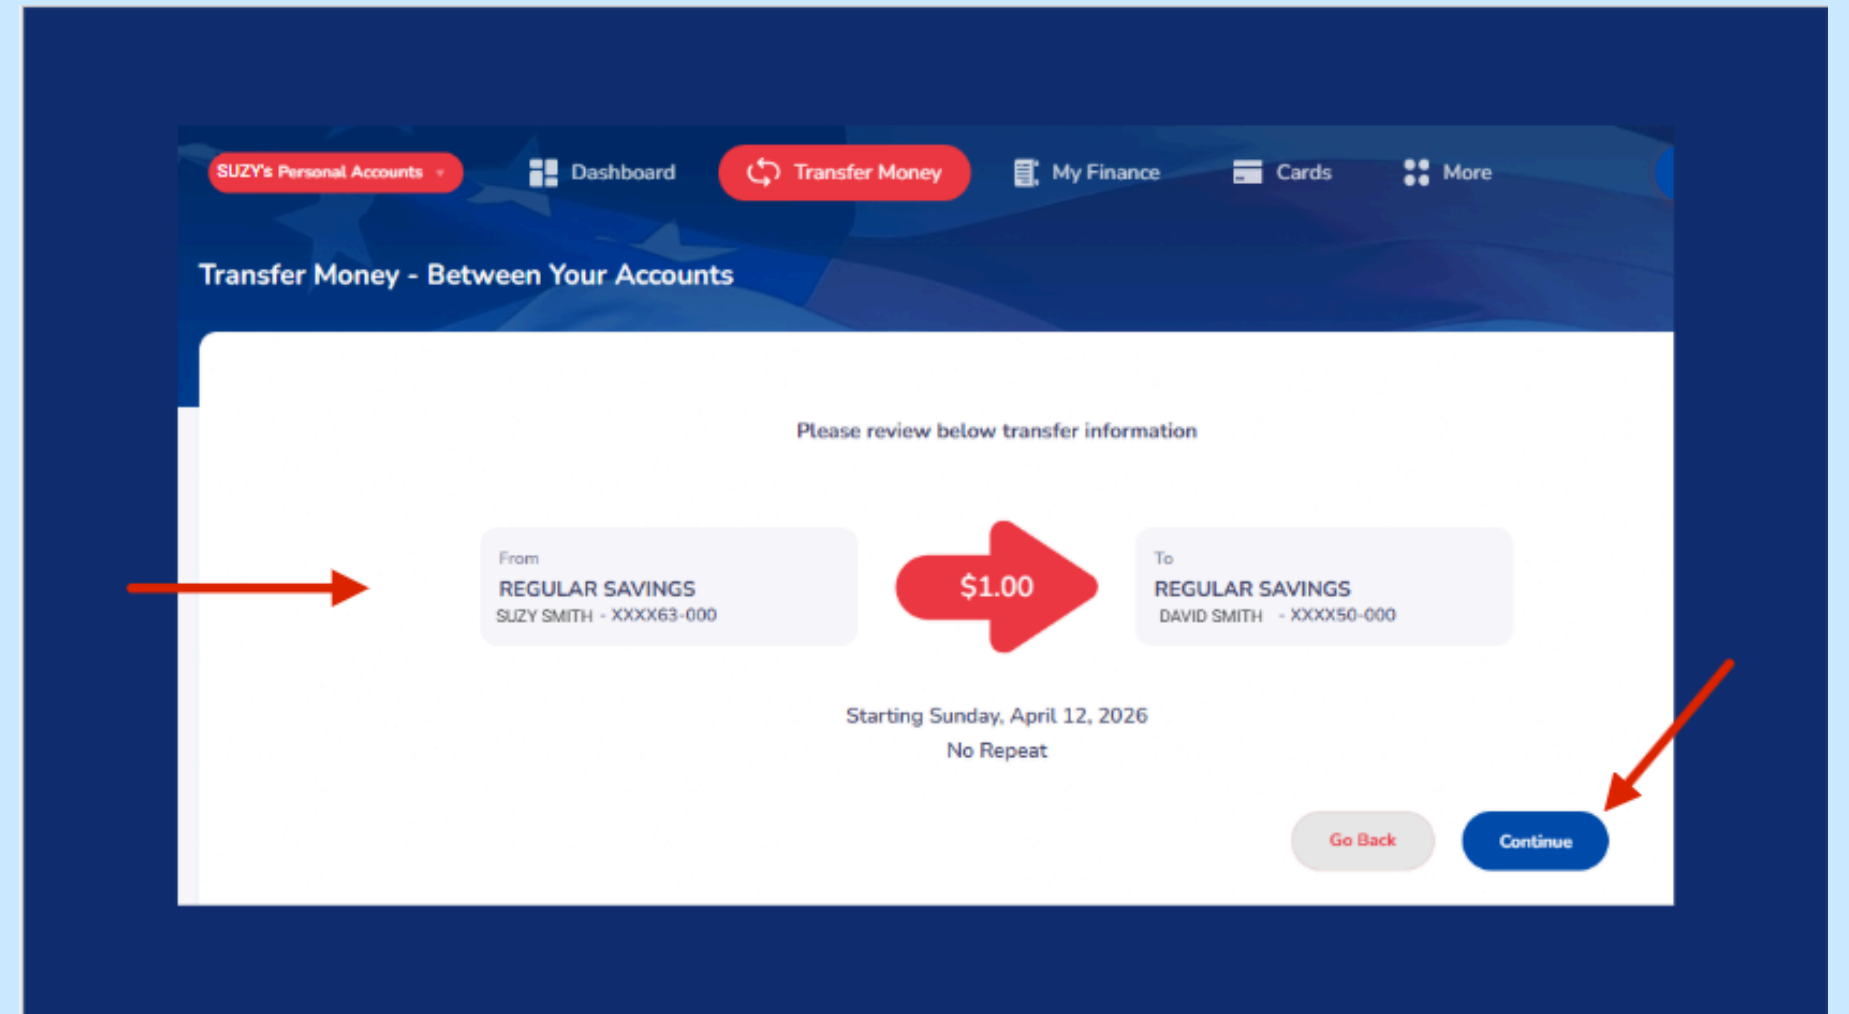 SUZY's Personal Accounts
Dashboard
Transfer Money
My Finance
Cards
More
Transfer Money - Between Your Accounts
Please review below transfer information
From
REGULAR SAVINGS
SUZY SMITH - XXXX63-000
$1.00
To
REGULAR SAVINGS
DAVID SMITH - XXXX50-000
Starting Sunday, April 12, 2026
No Repeat
Go Back
Continue